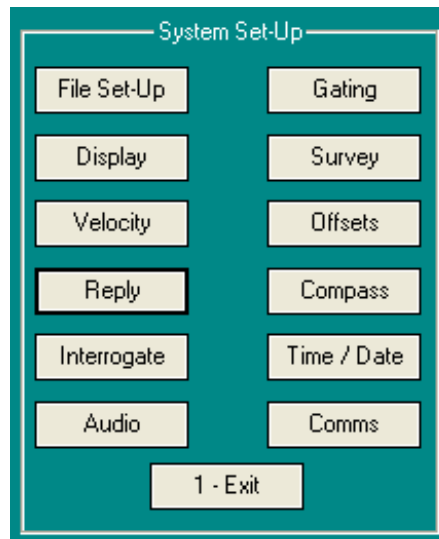 System Set-Up
File Set-Up Gating
Display Survey
Velocity Offsets
Reply Compass
Interrogate Time / Date
Audio Comms
1 - Exit